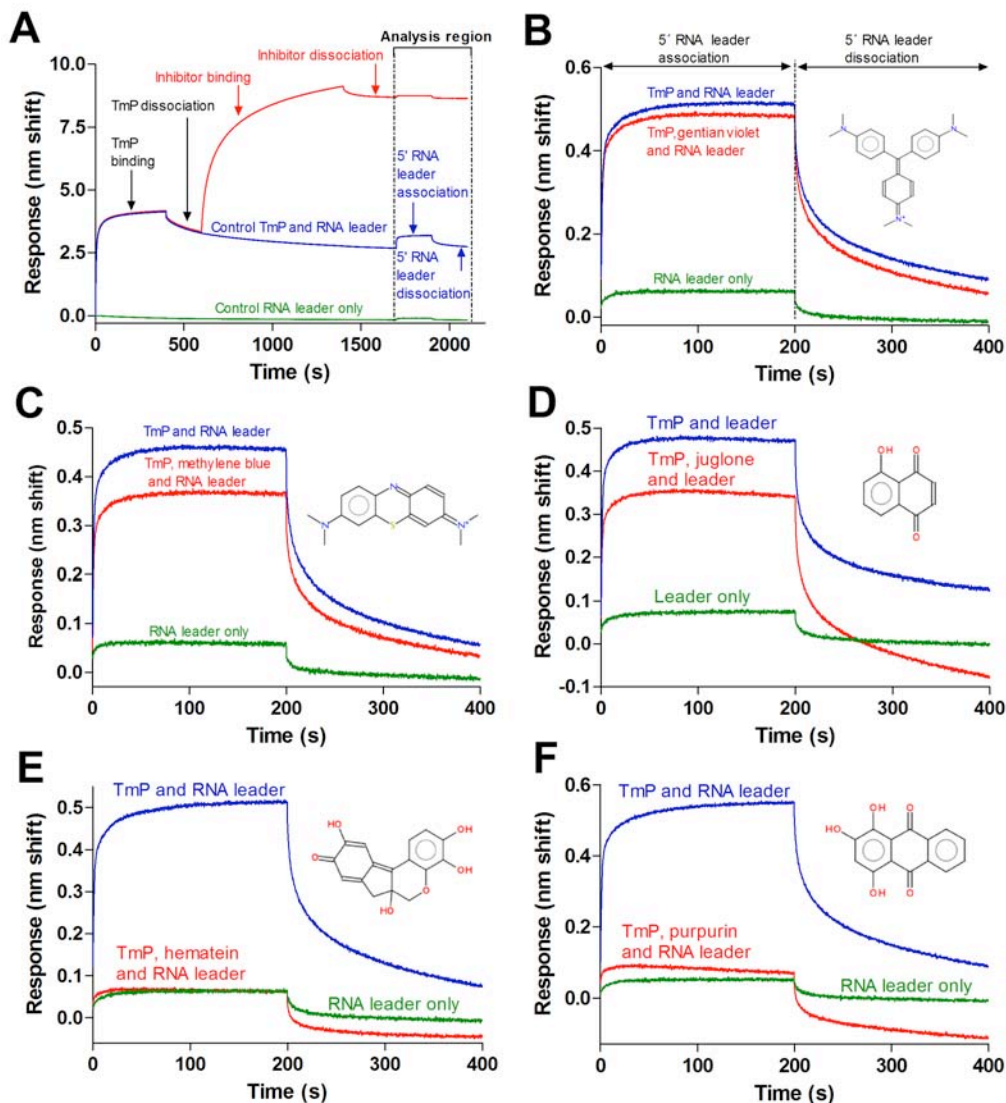 A
Analysis region
Inhibitor dissociation
Inhibitor binding
TmP dissociation
TmP
binding
5' RNA
leader
association
Control TmP and RNA leader
5' RNA
leader
dissociation
Control RNA leader only
Response (nm shift)
10.0
7.5
5.0
2.5
0.0
0 500 1000 1500 2000
Time (s)
B
5´ RNA leader
association
5´ RNA leader
dissociation
TmP and RNA leader
TmP, gentian violet
and RNA leader
RNA leader only
N
N
N⁺
Response (nm shift)
0.6
0.4
0.2
0.0
0 100 200 300 400
Time (s)
C
TmP and RNA leader
TmP, methylene blue
and RNA leader
RNA leader only
N
N
S
N⁺
Response (nm shift)
0.5
0.4
0.3
0.2
0.1
0.0
0 100 200 300 400
Time (s)
D
TmP and leader
TmP, juglone
and leader
Leader only
OH
O
O
Response (nm shift)
0.5
0.4
0.3
0.2
0.1
0.0
-0.1
0 100 200 300 400
Time (s)
E
TmP and RNA leader
TmP, hematein
and RNA leader
RNA leader only
HO
O
OH
OH
O
HO
Response (nm shift)
0.5
0.4
0.3
0.2
0.1
0.0
0 100 200 300 400
Time (s)
F
TmP and RNA leader
TmP, purpurin
and RNA leader
RNA leader only
OH
O
HO
OH
O
Response (nm shift)
0.6
0.4
0.2
0.0
0 100 200 300 400
Time (s)